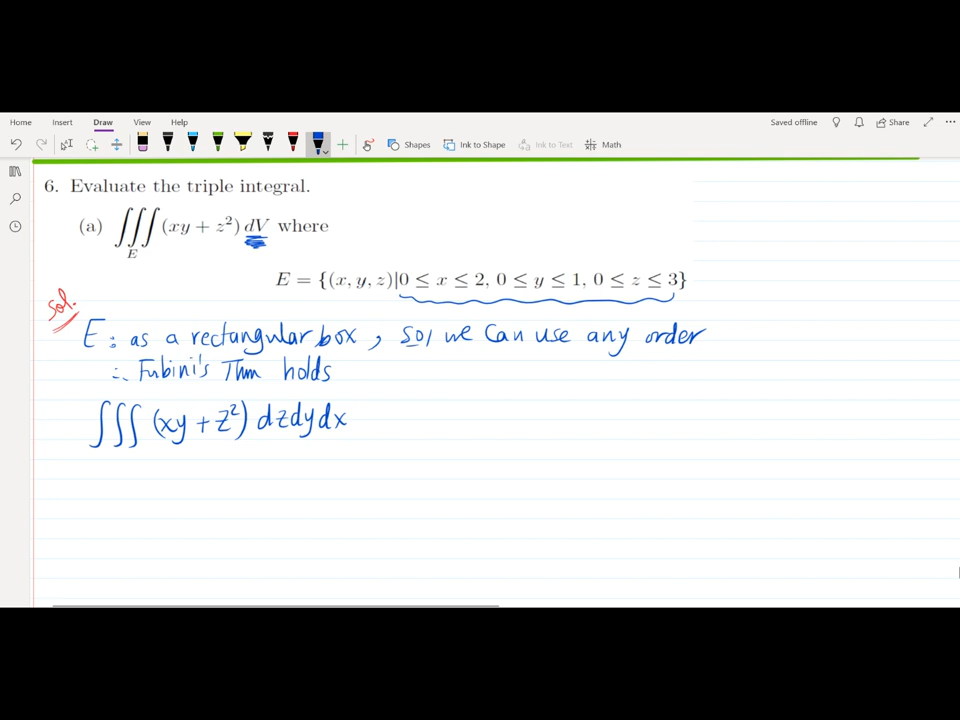 Home Insert Draw View Help Saved offline Share
Shapes Ink to Shape Ink to Text Math
6. Evaluate the triple integral.
(a) ∭_E (xy + z²) dV where
E = {(x, y, z)|0 ≤ x ≤ 2, 0 ≤ y ≤ 1, 0 ≤ z ≤ 3}
Sol.
E: as a rectangular box, so, we can use any order
∴ Fubini's Thm holds
∫∫∫ (xy + z²) dzdydx